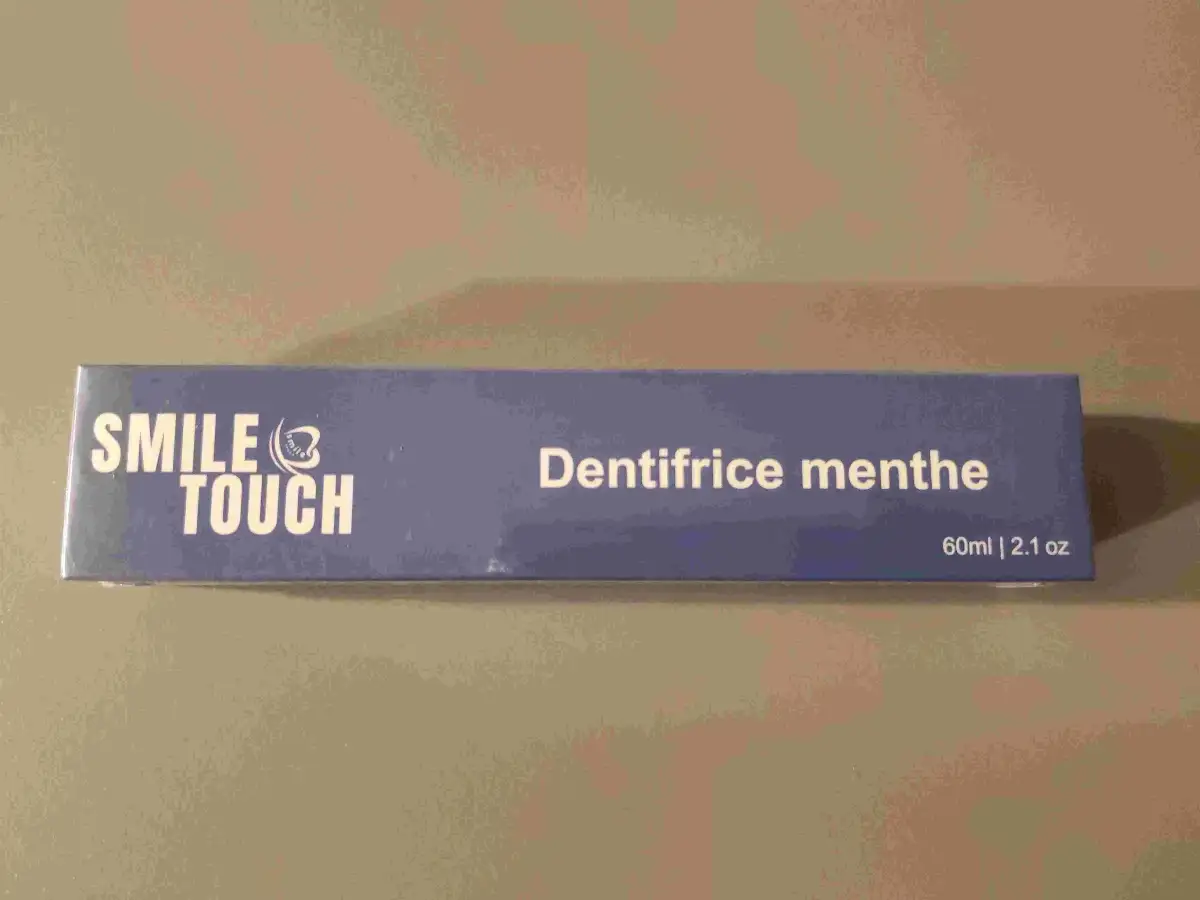 SMILE
TOUCH
Dentifrice menthe
60ml | 2.1 oz